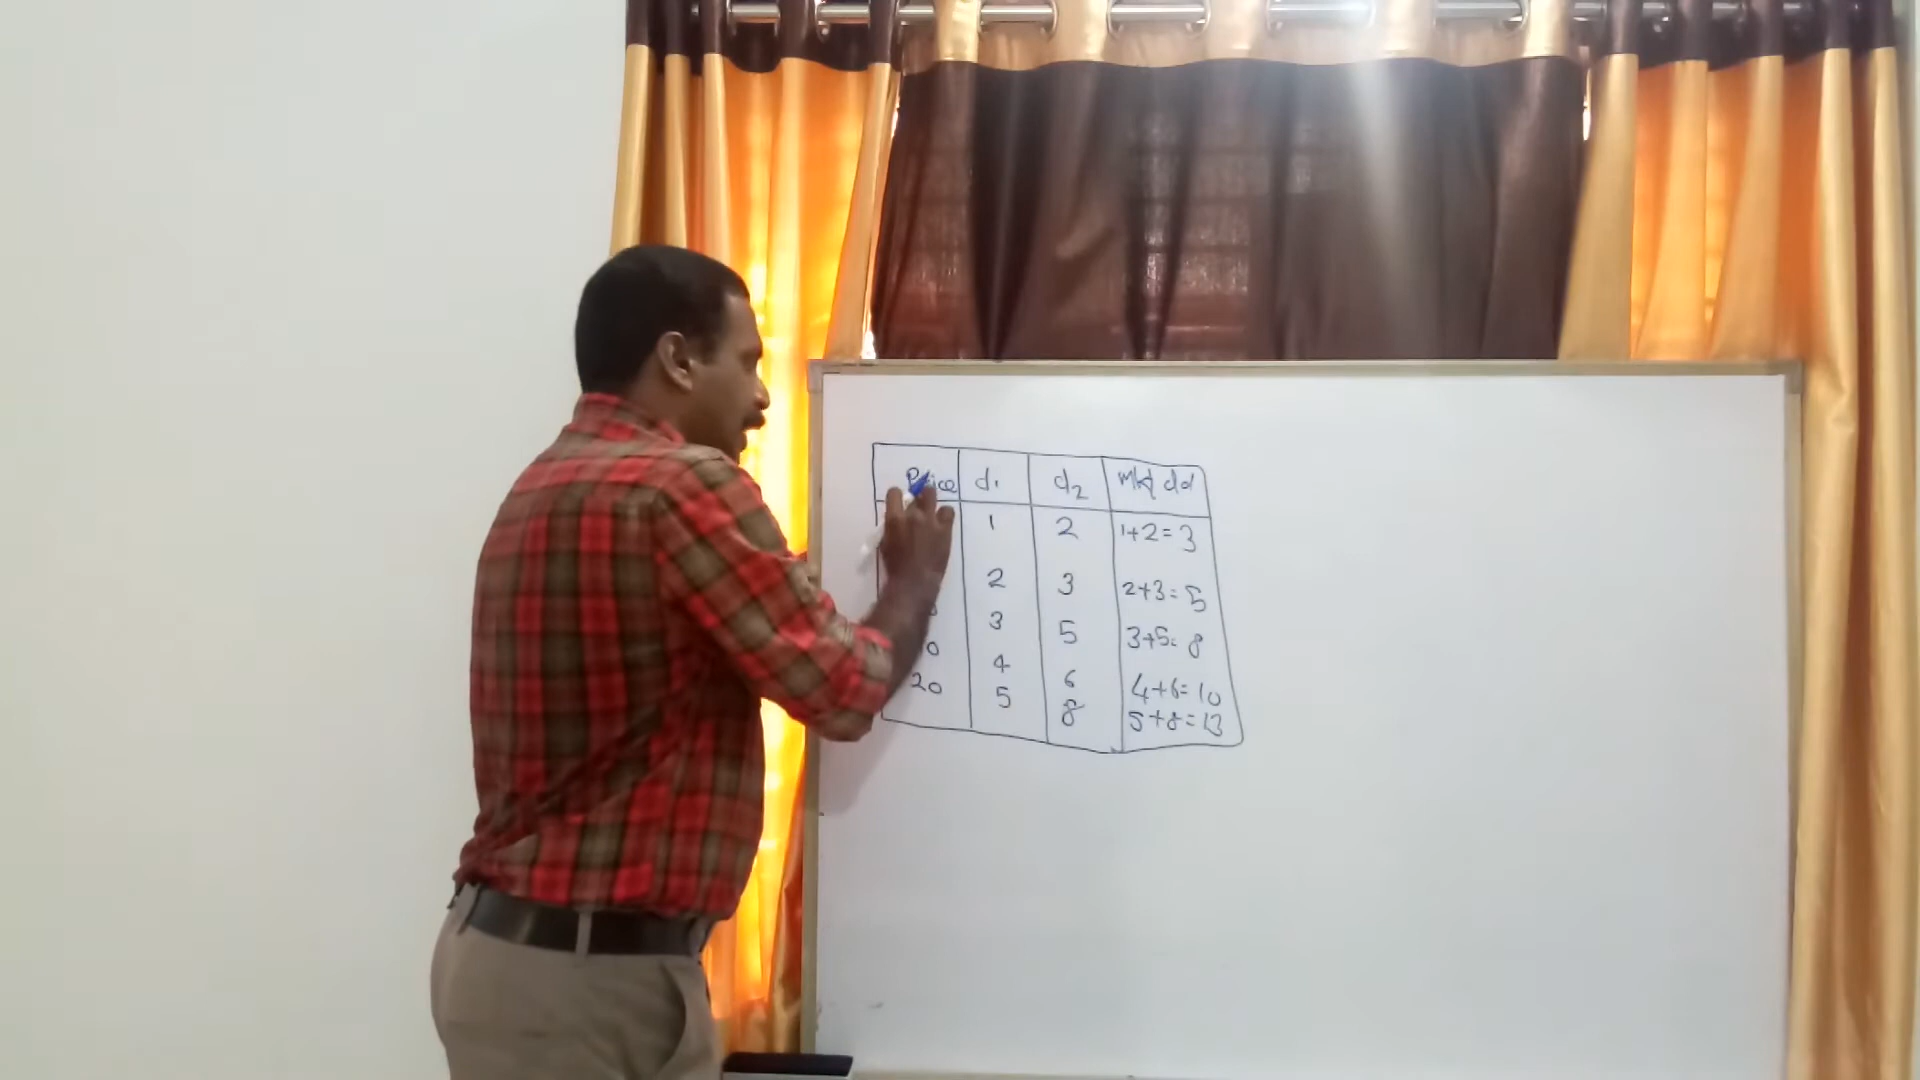 Price d1 d2 mkt dd
1 2 1+2=3
2 3 2+3=5
3 5 3+5=8
0 4 6 4+6=10
20 5 8 5+8=13